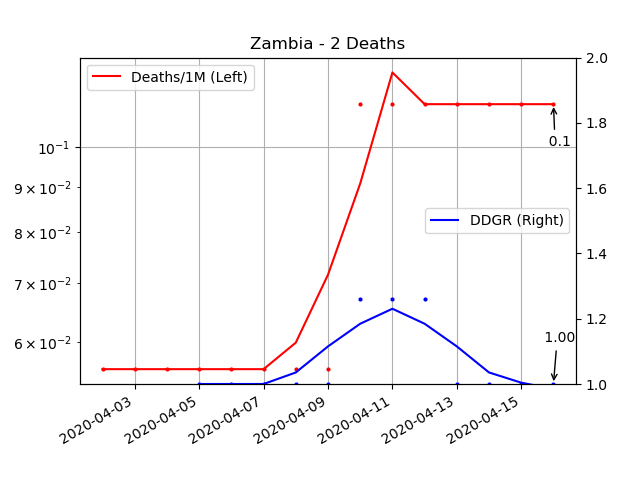 Zambia - 2 Deaths
Deaths/1M (Left)
DDGR (Right)
10⁻¹
9 × 10⁻²
8 × 10⁻²
7 × 10⁻²
6 × 10⁻²
2.0
1.8
1.6
1.4
1.2
1.0
0.1
1.00
2020-04-03
2020-04-05
2020-04-07
2020-04-09
2020-04-11
2020-04-13
2020-04-15